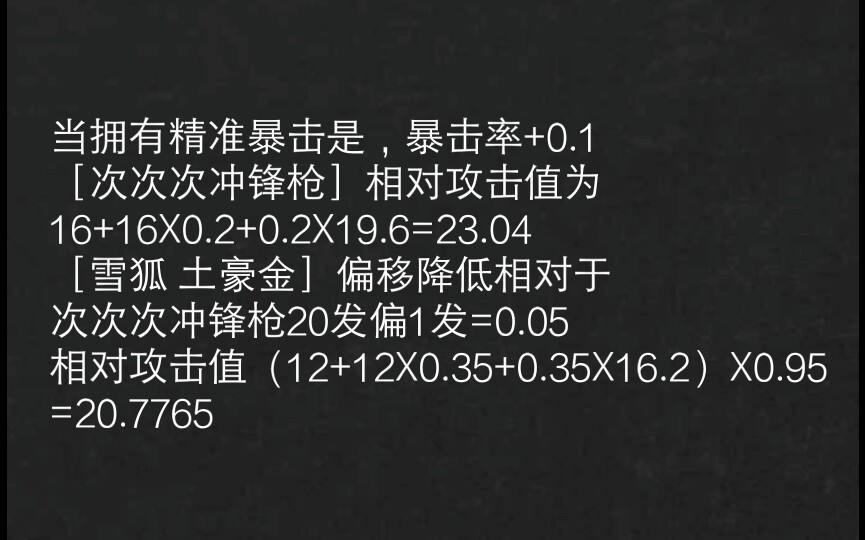 当拥有精准暴击是，暴击率+0.1
［次次次冲锋枪］相对攻击值为
16+16X0.2+0.2X19.6=23.04
［雪狐 土豪金］偏移降低相对于
次次次冲锋枪20发偏1发=0.05
相对攻击值（12+12X0.35+0.35X16.2）X0.95
=20.7765